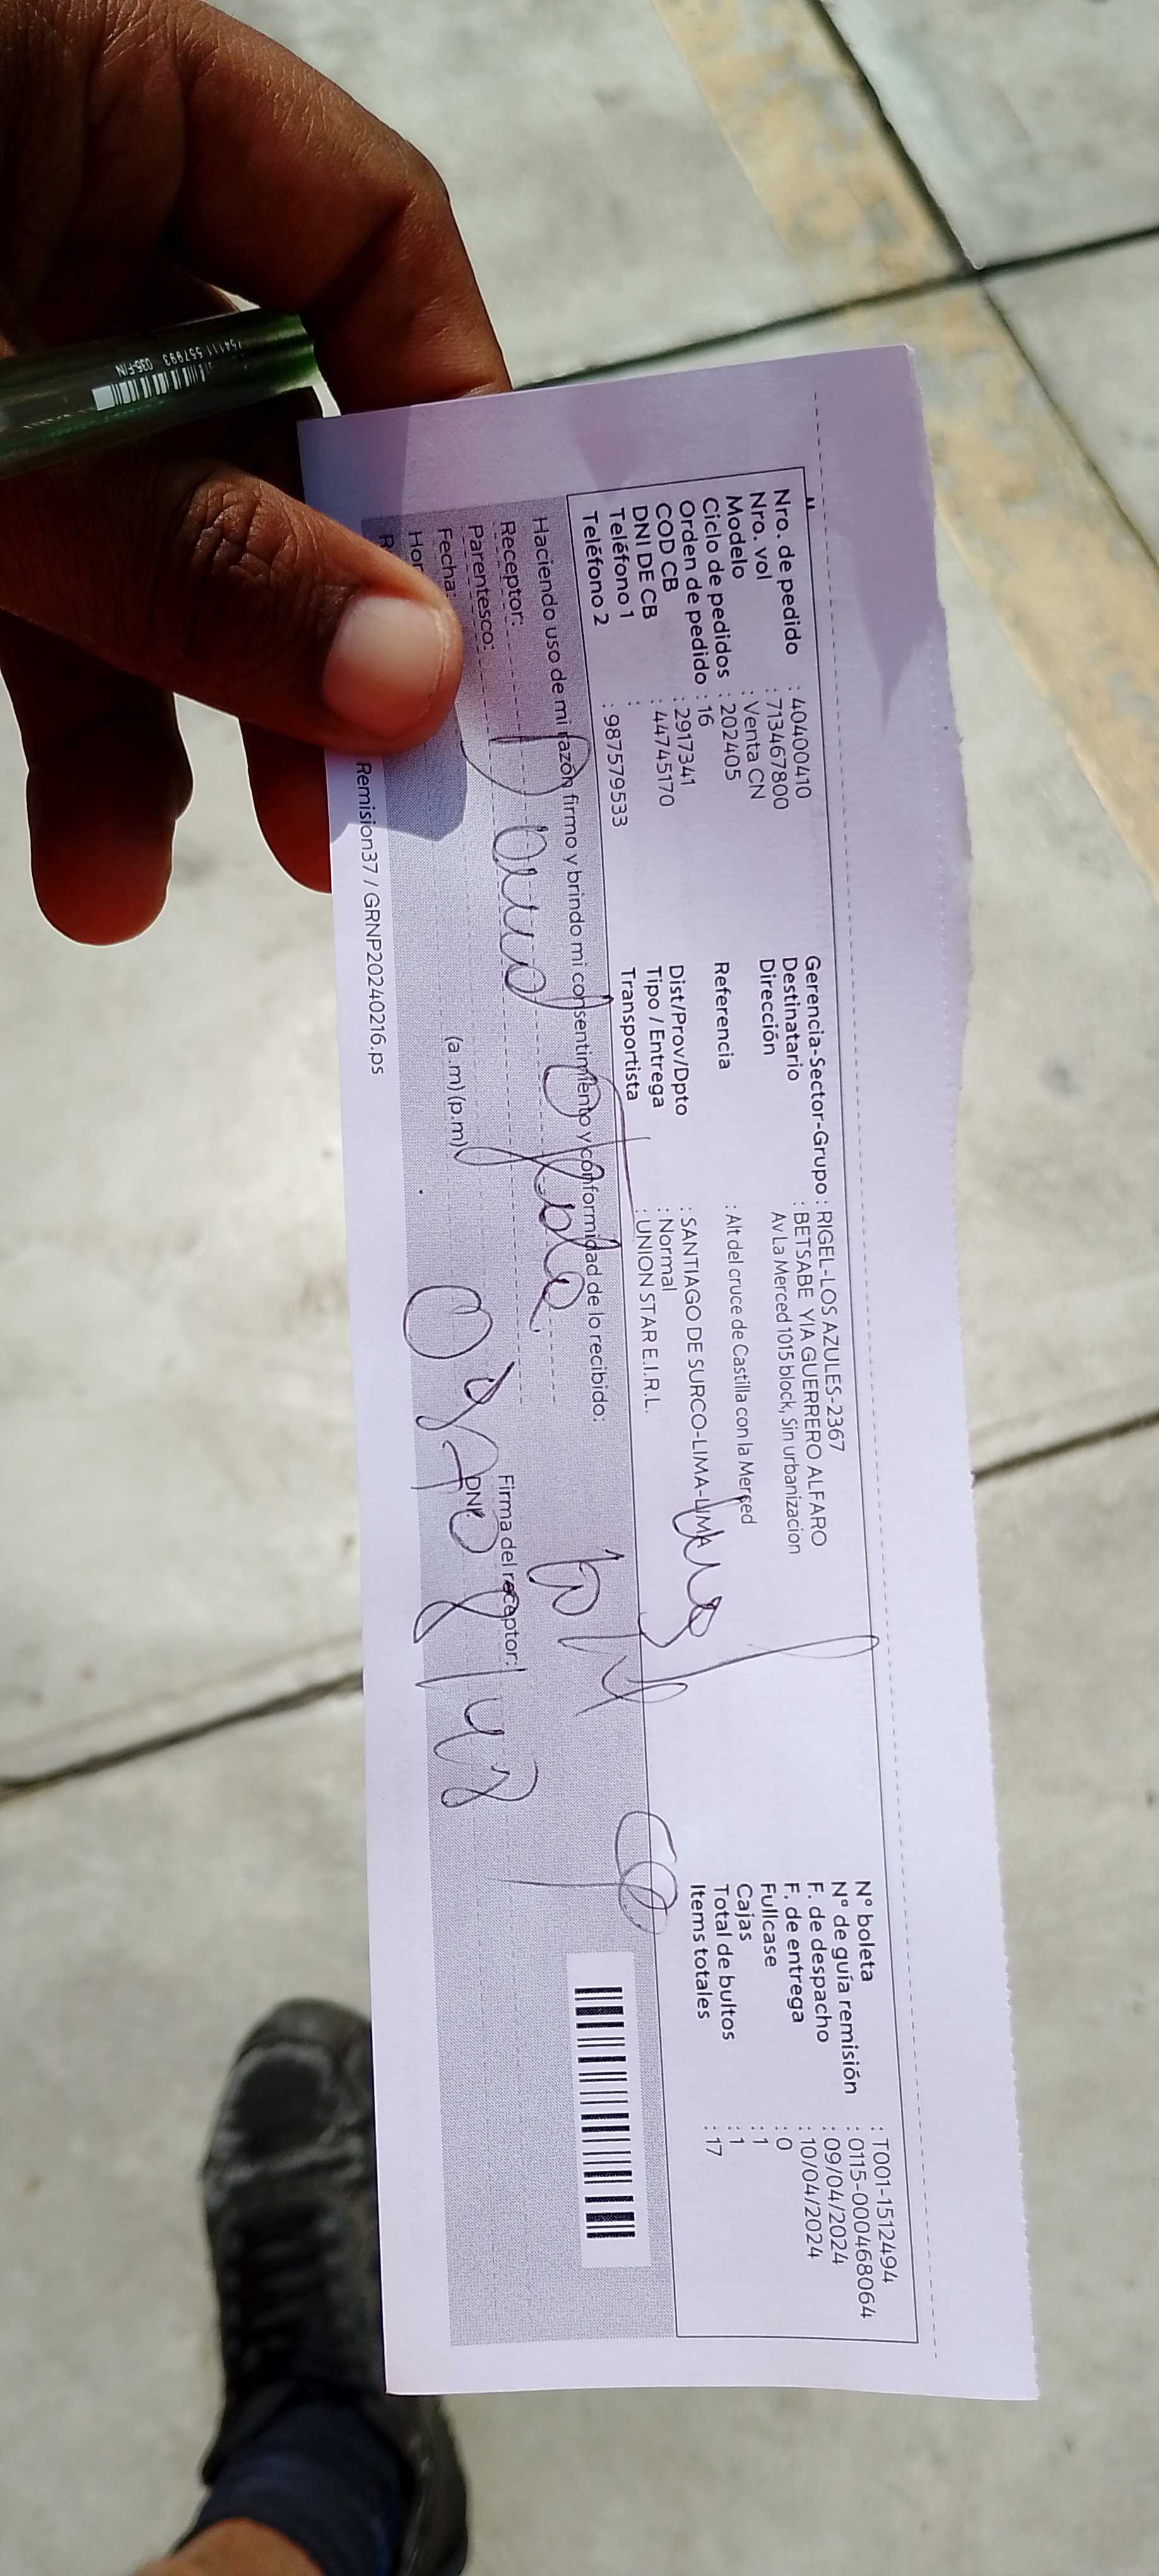 Nro. de pedido : 40400410
Nro. vol : 713467800
Modelo : Venta CN
Ciclo de pedidos : 202405
Orden de pedido : 16
COD CB : 2917341
DNI DE CB : 44745170
Teléfono 1 :
Teléfono 2 : 987579533
Gerencia-Sector-Grupo : RIGEL-LOS AZULES-2367
Destinatario : BETSABE YIA GUERRERO ALFARO
Dirección Av La Merced 1015 block, Sin urbanizacion
Referencia : Alt del cruce de Castilla con la Merced
Dist/Prov/Dpto : SANTIAGO DE SURCO-LIMA-LIMA
Tipo / Entrega : Normal
Transportista : UNION STAR E.I.R.L.
N° boleta : T001-1512494
N° de guía remisión : 0115-000468064
F. de despacho : 09/04/2024
F. de entrega : 10/04/2024
Fullcase : 0
Cajas : 1
Total de bultos : 1
Items totales : 17
Haciendo uso de mi razón firmo y brindo mi consentimiento y conformidad de lo recibido:
Receptor:
Parentesco:
Fecha:
(a.m)(p.m)
Firma del receptor:
DNI
Remision37 / GRNP20240216.ps
754111 557993 035-FIN